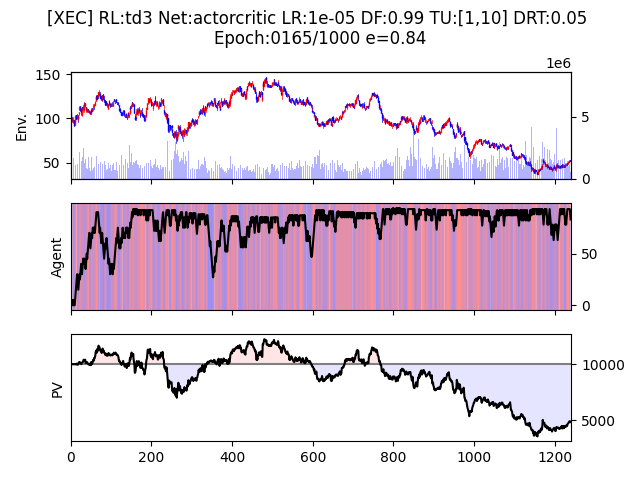 [XEC] RL:td3 Net:actorcritic LR:1e-05 DF:0.99 TU:[1,10] DRT:0.05
Epoch:0165/1000 e=0.84
1e6
150
100
50
Env.
5
0
Agent
50
0
PV
10000
5000
0
200
400
600
800
1000
1200